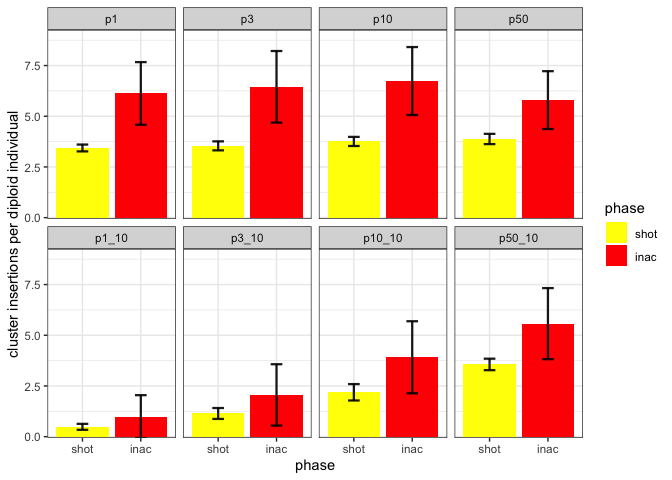 p1 p3 p10 p50
7.5
5.0
2.5
0.0
p1_10 p3_10 p10_10 p50_10
7.5
5.0
2.5
0.0
shot inac shot inac shot inac shot inac
phase
cluster insertions per diploid individual
phase
shot
inac